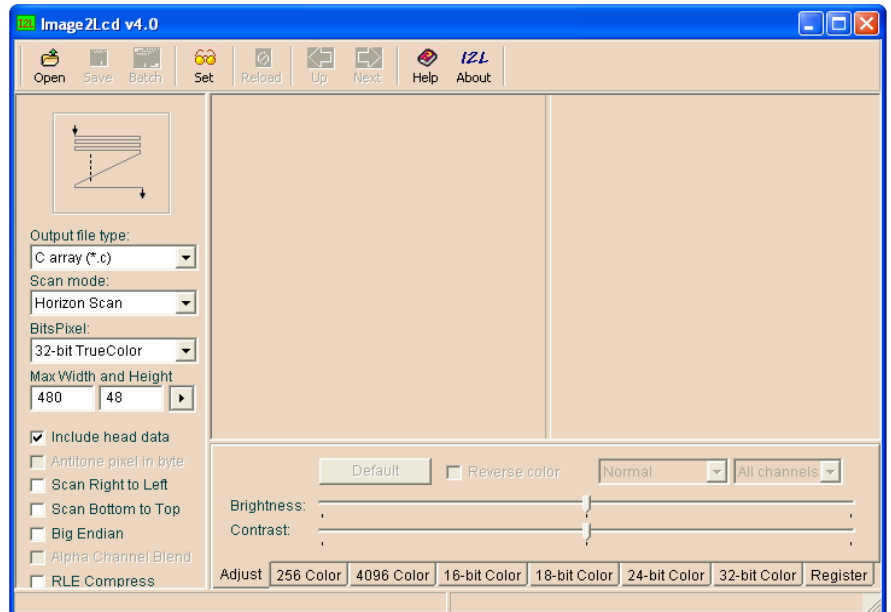 I2L Image2Lcd v4.0
Open Save Batch Set Reload Up Next Help I2L About
Output file type:
C array (*.c)
Scan mode:
Horizon Scan
BitsPixel:
32-bit TrueColor
Max Width and Height
480 48
Include head data
Antitone pixel in byte
Scan Right to Left
Scan Bottom to Top
Big Endian
Alpha Channel Blend
RLE Compress
Default Reverse color Normal All channels
Brightness:
Contrast:
Adjust 256 Color 4096 Color 16-bit Color 18-bit Color 24-bit Color 32-bit Color Register